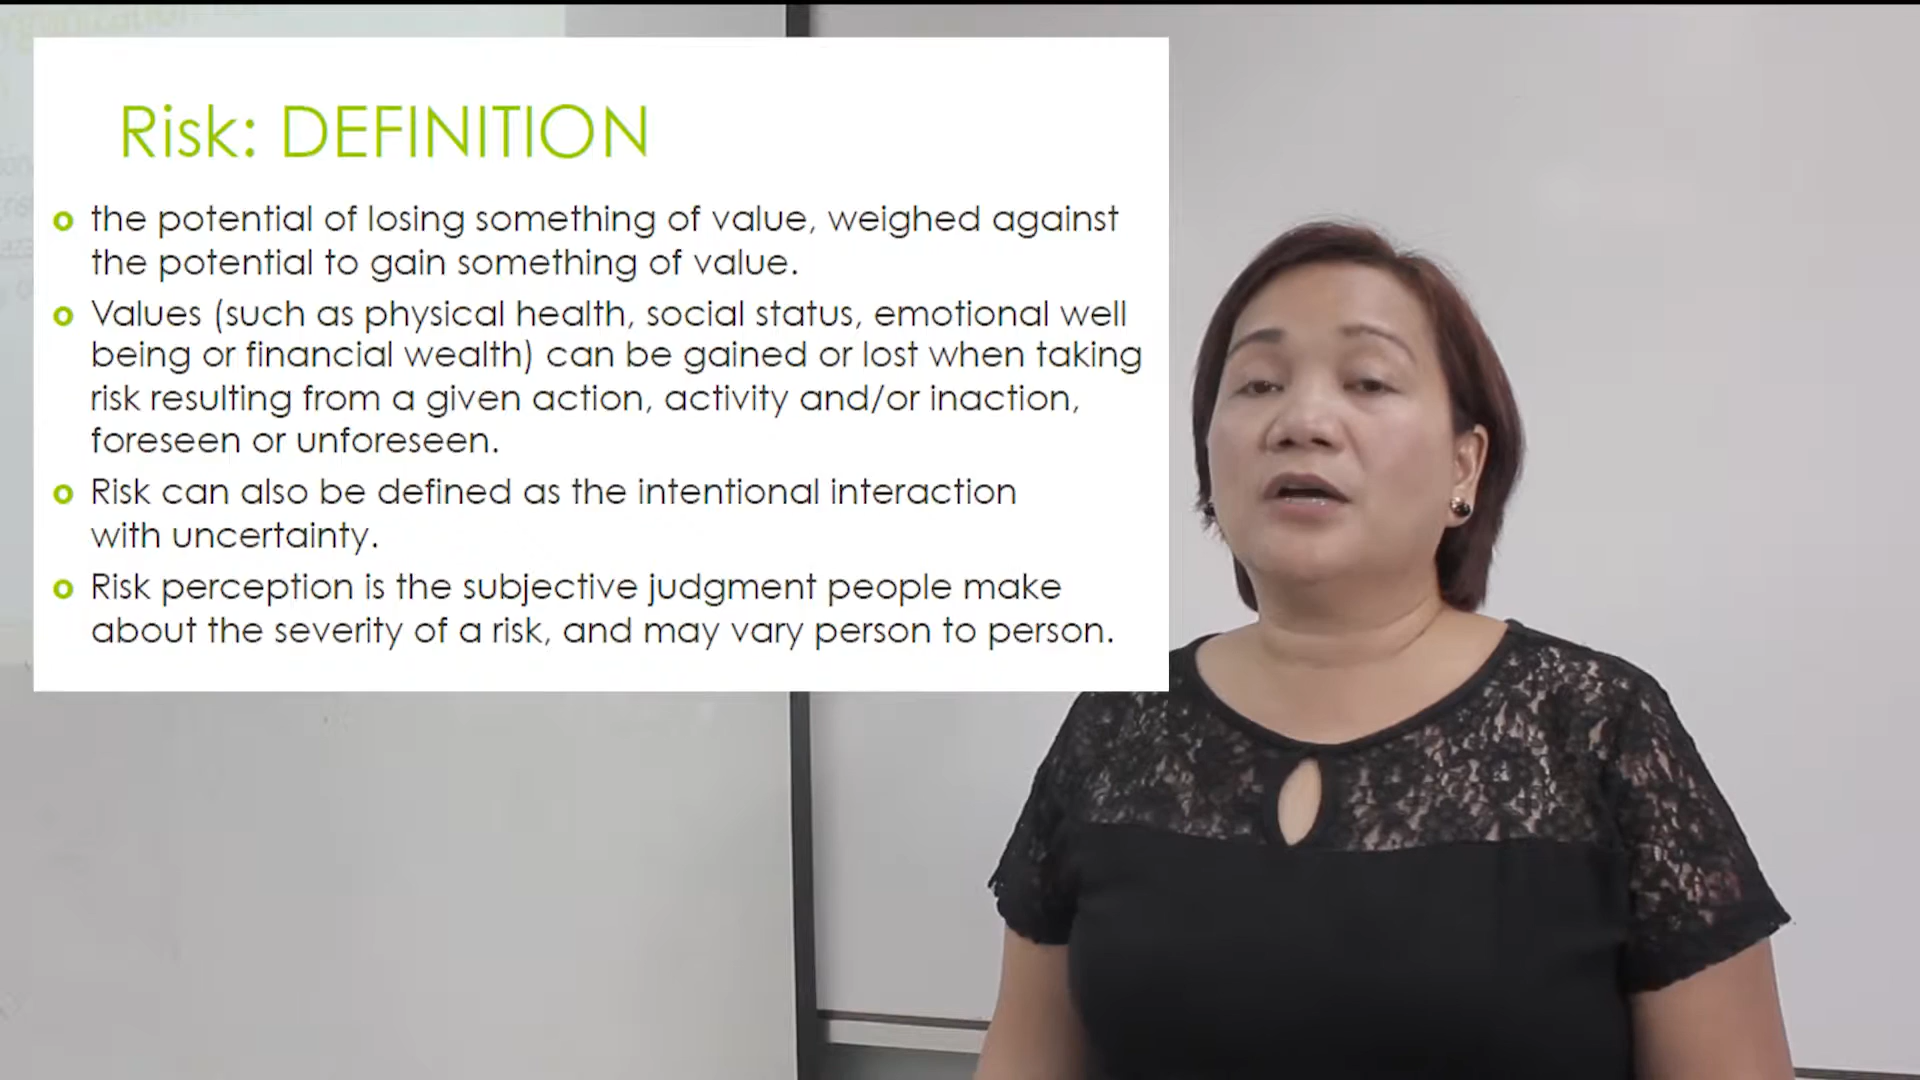 Risk: DEFINITION
the potential of losing something of value, weighed against
the potential to gain something of value.
Values (such as physical health, social status, emotional well
being or financial wealth) can be gained or lost when taking
risk resulting from a given action, activity and/or inaction,
foreseen or unforeseen.
Risk can also be defined as the intentional interaction
with uncertainty.
Risk perception is the subjective judgment people make
about the severity of a risk, and may vary person to person.